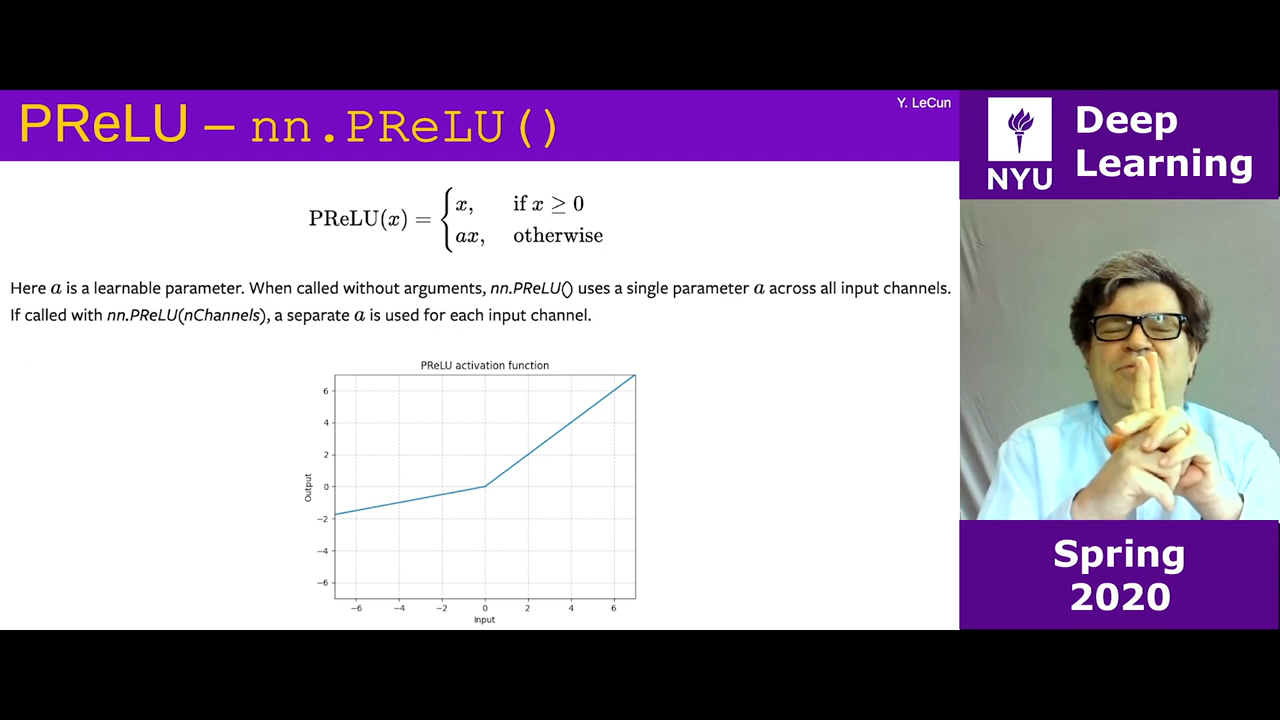 PReLU – nn.PReLU()
Y. LeCun
NYU
Deep
Learning
PReLU(x) = { x, if x ≥ 0
ax, otherwise
Here a is a learnable parameter. When called without arguments, nn.PReLU() uses a single parameter a across all input channels.
If called with nn.PReLU(nChannels), a separate a is used for each input channel.
PReLU activation function
6
4
2
0
−2
−4
−6
Output
−6 −4 −2 0 2 4 6
Input
Spring
2020